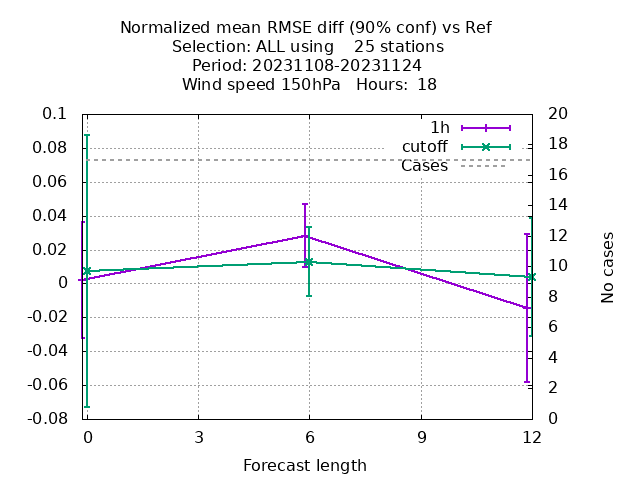 Normalized mean RMSE diff (90% conf) vs Ref
Selection: ALL using    25 stations
Period: 20231108-20231124
Wind speed 150hPa   Hours:  18
0.1
0.08
0.06
0.04
0.02
0
-0.02
-0.04
-0.06
-0.08
20
18
16
14
12
10
8
6
4
2
0
1h
cutoff
Cases
No cases
0 3 6 9 12
Forecast length